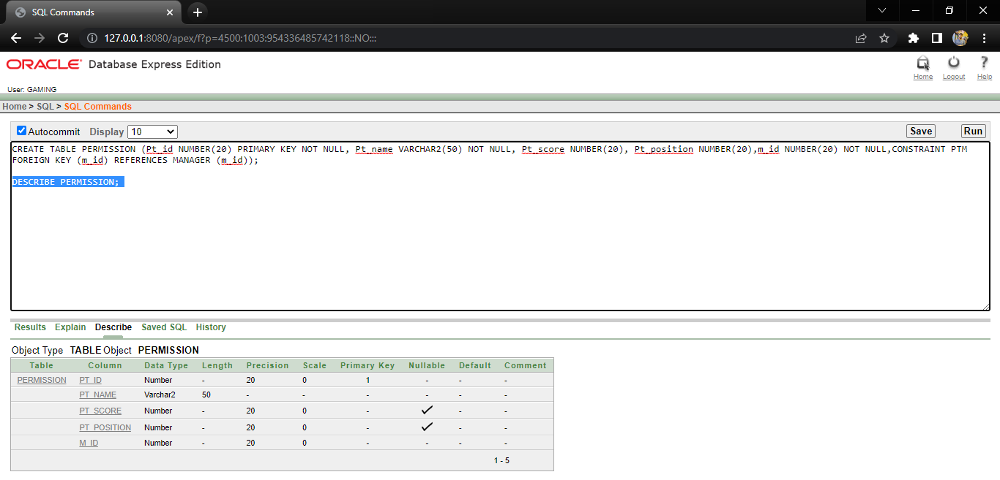 SQL Commands
127.0.0.1:8080/apex/f?p=4500:1003:954336485742118::NO:::
ORACLE® Database Express Edition
Home Logout Help
User: GAMING
Home > SQL > SQL Commands
Autocommit Display 10 Save Run
CREATE TABLE PERMISSION (Pt_id NUMBER(20) PRIMARY KEY NOT NULL, Pt_name VARCHAR2(50) NOT NULL, Pt_score NUMBER(20), Pt_position NUMBER(20),m_id NUMBER(20) NOT NULL,CONSTRAINT PTM
FOREIGN KEY (m_id) REFERENCES MANAGER (m_id));
DESCRIBE PERMISSION;
Results Explain Describe Saved SQL History
Object Type TABLE Object PERMISSION
Table Column Data Type Length Precision Scale Primary Key Nullable Default Comment
PERMISSION PT_ID Number - 20 0 1 - - -
PT_NAME Varchar2 50 - - - - - -
PT_SCORE Number - 20 0 - ✓ - -
PT_POSITION Number - 20 0 - ✓ - -
M_ID Number - 20 0 - - - -
1 - 5